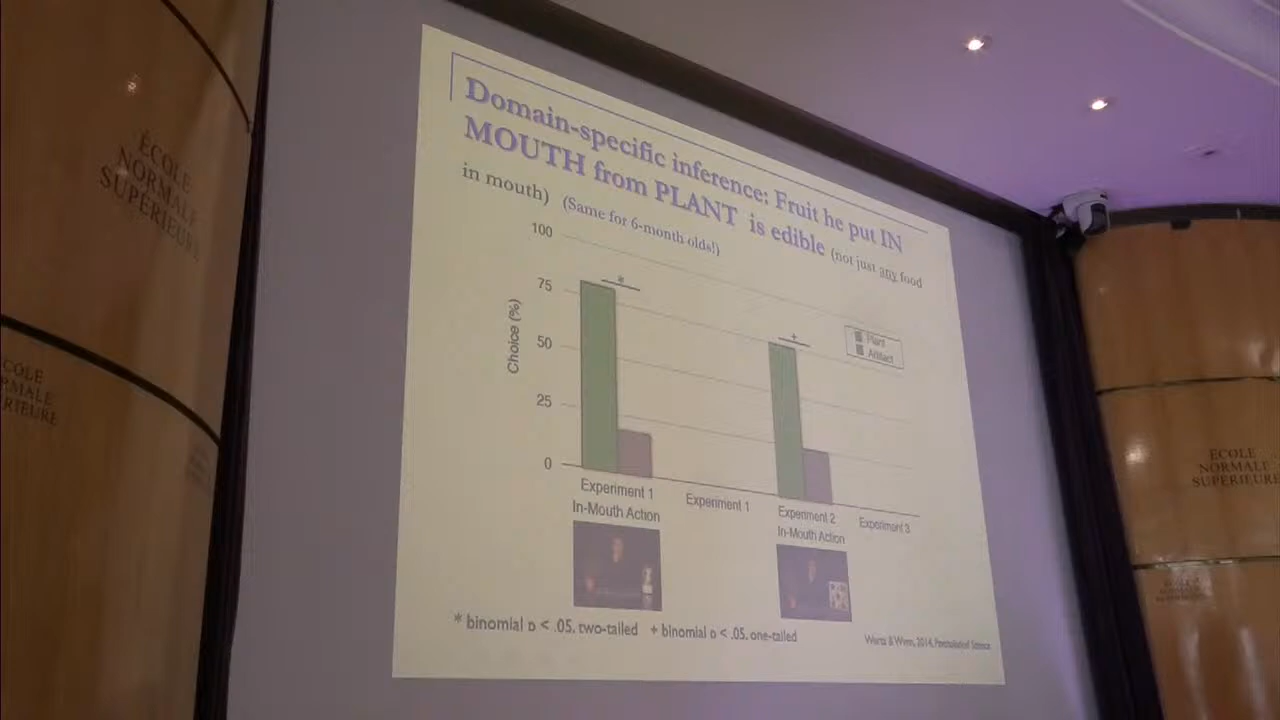 ÉCOLE
NORMALE
SUPÉRIEURE
Domain-specific inference: Fruit he put IN
MOUTH from PLANT is edible (not just any food
in mouth) (Same for 6-month olds!)
100
75
50
25
0
Choice (%)
*
+
Plant
Artifact
Experiment 1
In-Mouth Action
Experiment 1
Experiment 2
In-Mouth Action
Experiment 3
* binomial p < .05, two-tailed + binomial p < .05, one-tailed
Wertz & Wynn, 2014, Psychological Science
ÉCOLE
NORMALE
SUPÉRIEURE